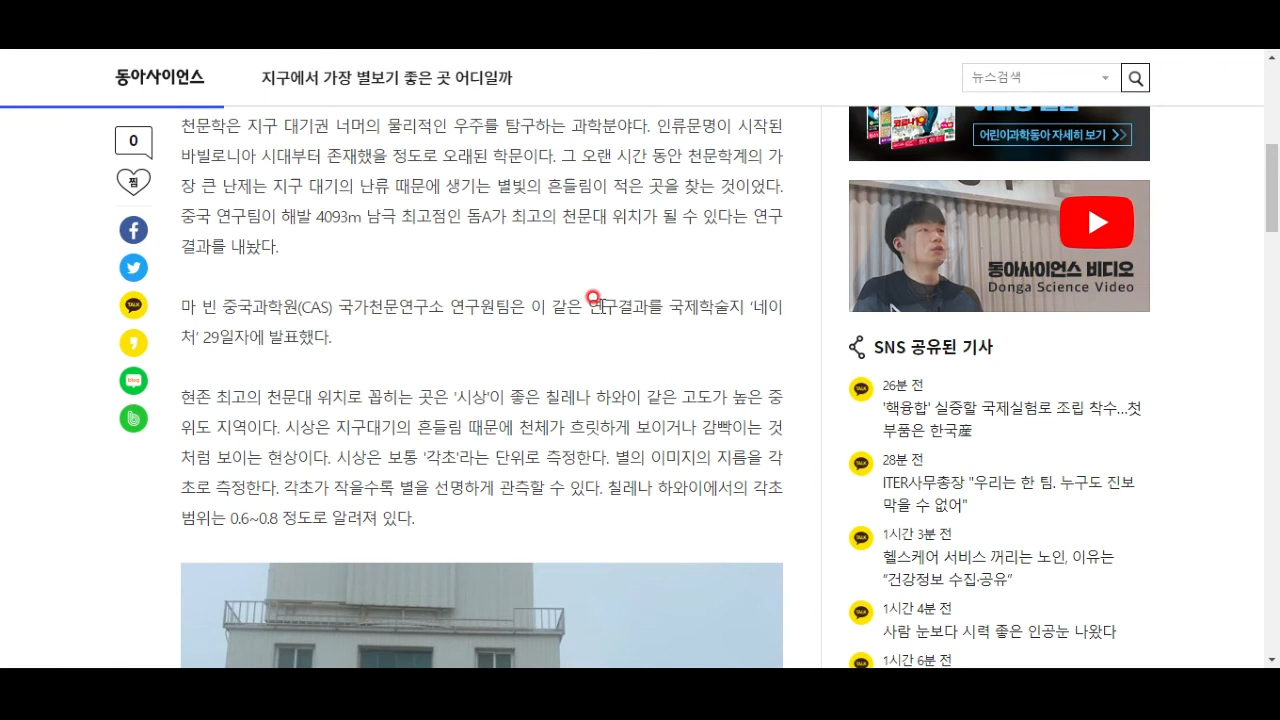 동아사이언스
지구에서 가장 별보기 좋은 곳 어디일까
뉴스검색
0
찜
천문학은 지구 대기권 너머의 물리적인 우주를 탐구하는 과학분야다. 인류문명이 시작된
바빌로니아 시대부터 존재했을 정도로 오래된 학문이다. 그 오랜 시간 동안 천문학계의 가
장 큰 난제는 지구 대기의 난류 때문에 생기는 별빛의 흔들림이 적은 곳을 찾는 것이었다.
중국 연구팀이 해발 4093m 남극 최고점인 돔A가 최고의 천문대 위치가 될 수 있다는 연구
결과를 내놨다.
마 빈 중국과학원(CAS) 국가천문연구소 연구원팀은 이 같은 연구결과를 국제학술지 ‘네이
처’ 29일자에 발표했다.
현존 최고의 천문대 위치로 꼽히는 곳은 '시상'이 좋은 칠레나 하와이 같은 고도가 높은 중
위도 지역이다. 시상은 지구대기의 흔들림 때문에 천체가 흐릿하게 보이거나 감빡이는 것
처럼 보이는 현상이다. 시상은 보통 '각초'라는 단위로 측정한다. 별의 이미지의 지름을 각
초로 측정한다. 각초가 작을수록 별을 선명하게 관측할 수 있다. 칠레나 하와이에서의 각초
범위는 0.6~0.8 정도로 알려져 있다.
TALK
blog
어린이과학동아 자세히 보기 >>
동아사이언스 비디오
Donga Science Video
SNS 공유된 기사
TALK
26분 전
'핵융합' 실증할 국제실험로 조립 착수…첫
부품은 한국産
TALK
28분 전
ITER사무총장 "우리는 한 팀. 누구도 진보
막을 수 없어"
TALK
1시간 3분 전
헬스케어 서비스 꺼리는 노인, 이유는
“건강정보 수집·공유”
TALK
1시간 4분 전
사람 눈보다 시력 좋은 인공눈 나왔다
TALK
1시간 6분 전